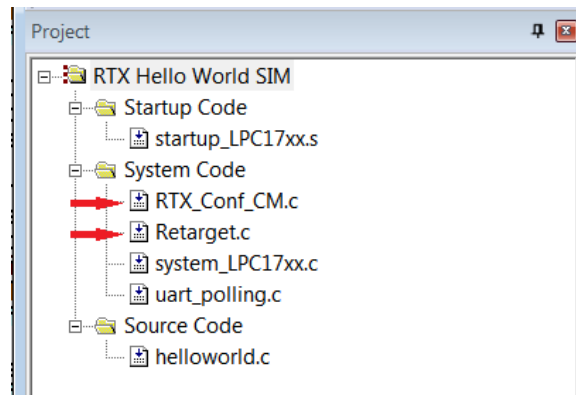 Project
RTX Hello World SIM
Startup Code
startup_LPC17xx.s
System Code
RTX_Conf_CM.c
Retarget.c
system_LPC17xx.c
uart_polling.c
Source Code
helloworld.c